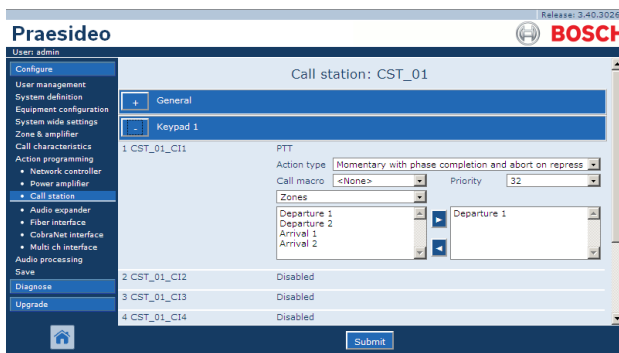 Release: 3.40.3026
Praesideo
BOSCH
User: admin
Configure
User management
System definition
Equipment configuration
System wide settings
Zone & amplifier
Call characteristics
Action programming
• Network controller
• Power amplifier
• Call station
• Audio expander
• Fiber interface
• CobraNet interface
• Multi ch interface
Audio processing
Save
Diagnose
Upgrade
Call station: CST_01
+ General
- Keypad 1
1 CST_01_CI1 PTT
Action type Momentary with phase completion and abort on repress
Call macro <None> Priority 32
Zones
Departure 1
Departure 2
Arrival 1
Arrival 2
Departure 1
2 CST_01_CI2 Disabled
3 CST_01_CI3 Disabled
4 CST_01_CI4 Disabled
Submit